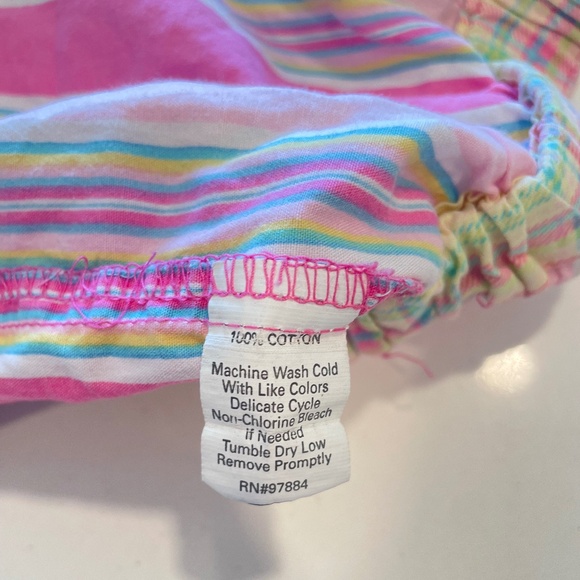 100% COTTON
Machine Wash Cold
With Like Colors
Delicate Cycle
Non-Chlorine Bleach
if Needed
Tumble Dry Low
Remove Promptly
RN#97884